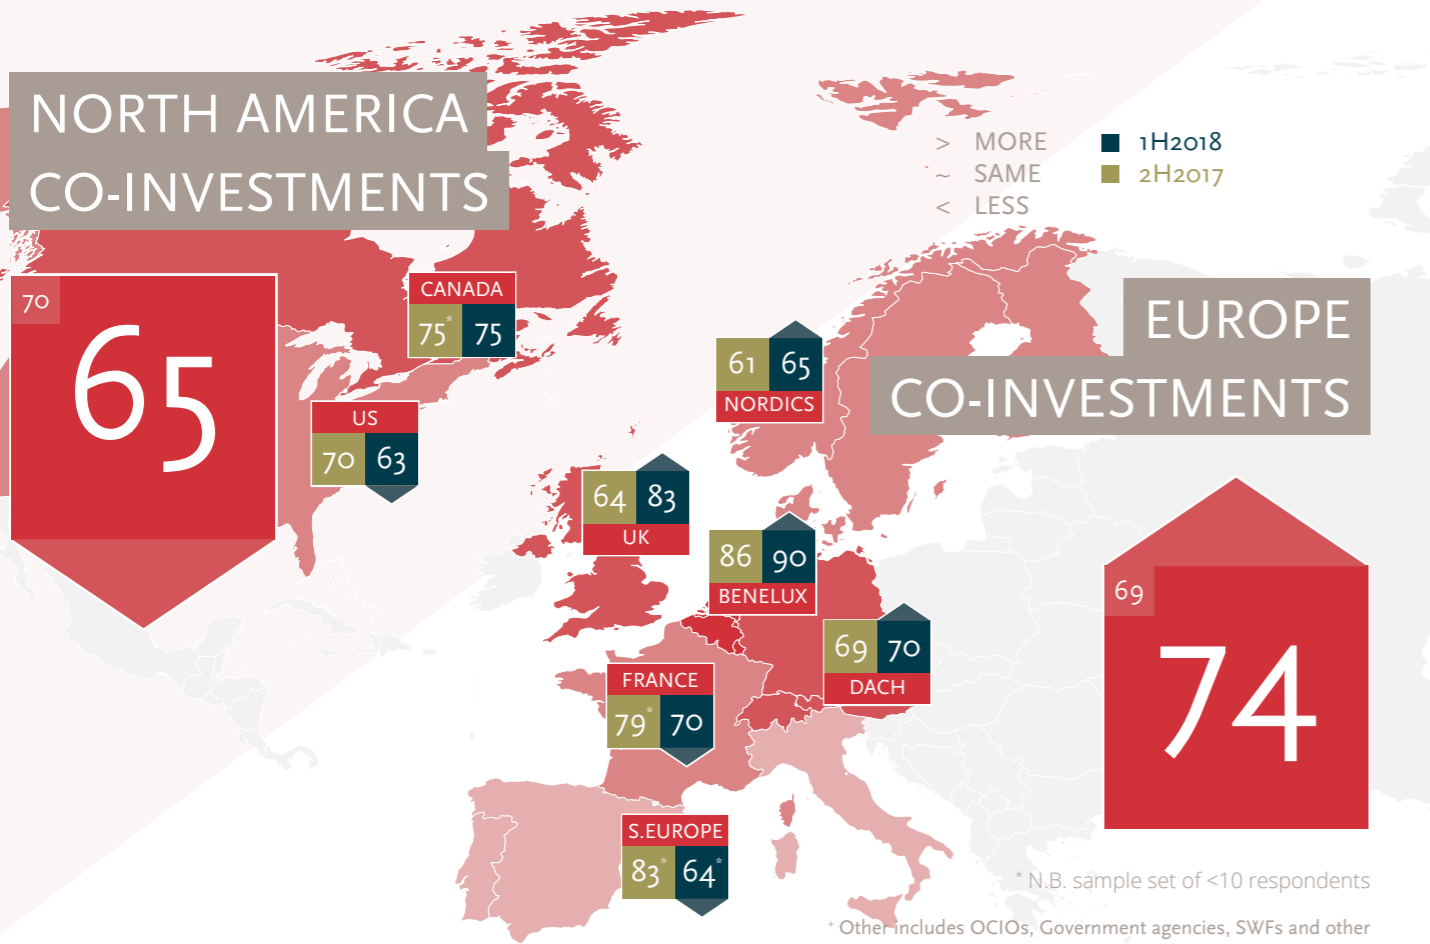 NORTH AMERICA
CO-INVESTMENTS
> MORE
~ SAME
< LESS
1H2018
2H2017
70
65
CANADA
75* 75
US
70 63
EUROPE
CO-INVESTMENTS
61 65
NORDICS
64 83
UK
86 90
BENELUX
69 70
DACH
FRANCE
79* 70
S.EUROPE
83* 64*
69
74
* N.B. sample set of <10 respondents
+ Other includes OCIOs, Government agencies, SWFs and other